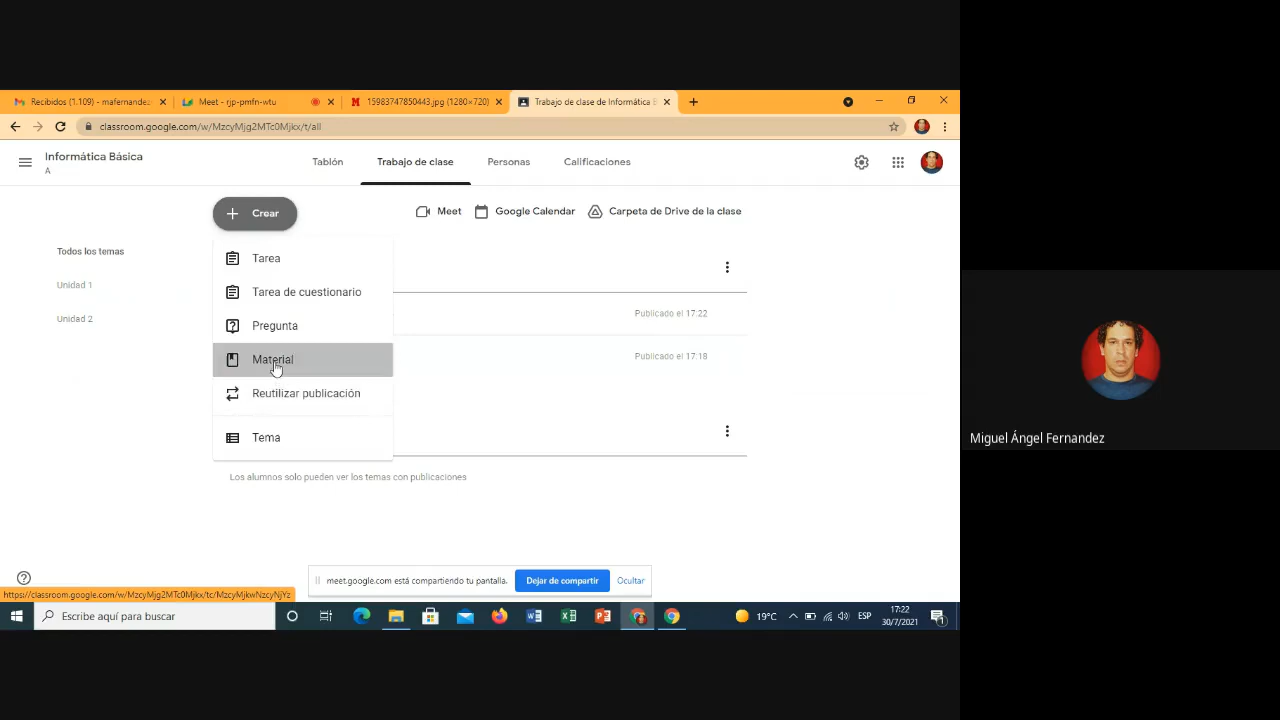 Recibidos (1.109) - mafernandez
Meet - rjp-pmfn-wtu
15983747850443.jpg (1280×720)
Trabajo de clase de Informática B
classroom.google.com/w/MzcyMjg2MTc0Mjkx/t/all
Informática Básica
A
Tablón
Trabajo de clase
Personas
Calificaciones
Crear
Meet
Google Calendar
Carpeta de Drive de la clase
Todos los temas
Unidad 1
Unidad 2
Tarea
Tarea de cuestionario
Pregunta
Material
Reutilizar publicación
Tema
Publicado el 17:22
Publicado el 17:18
Los alumnos solo pueden ver los temas con publicaciones
meet.google.com está compartiendo tu pantalla.
Dejar de compartir
Ocultar
https://classroom.google.com/w/MzcyMjg2MTc0Mjkx/tc/MzcyMjkwNzcyNjYz
Escribe aquí para buscar
19°C
ESP
17:22
30/7/2021
Miguel Ángel Fernandez